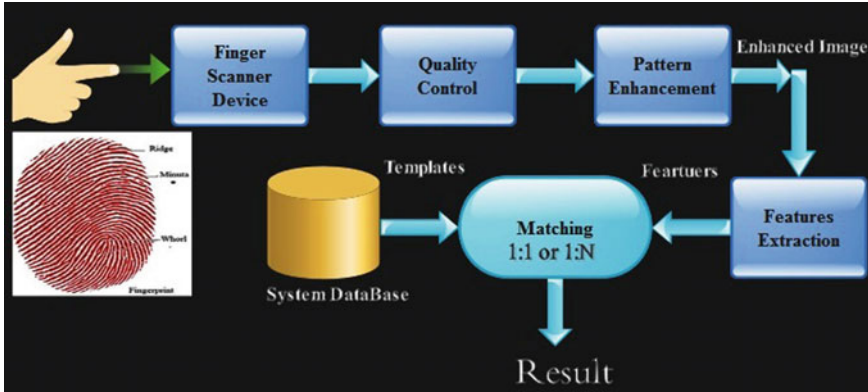 Finger
Scanner
Device
Quality
Control
Pattern
Enhancement
Enhanced Image
Ridge
Minuta
Whorl
Fingerprint
Templates
Feartuers
System DataBase
Matching
1:1 or 1:N
Features
Extraction
Result